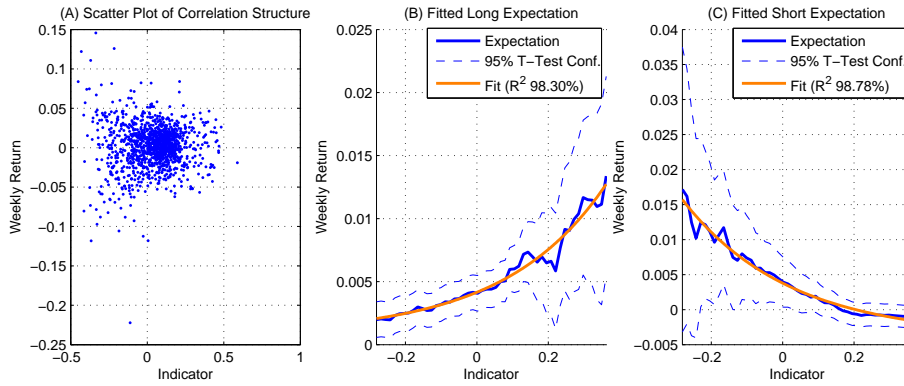 (A) Scatter Plot of Correlation Structure
0.15
0.1
0.05
0
−0.05
−0.1
−0.15
−0.2
−0.25
−0.5
0
0.5
1
Weekly Return
Indicator
(B) Fitted Long Expectation
Expectation
95% T−Test Conf.
Fit (R² 98.30%)
0.025
0.02
0.015
0.01
0.005
0
−0.2
0
0.2
Weekly Return
Indicator
(C) Fitted Short Expectation
Expectation
95% T−Test Conf.
Fit (R² 98.78%)
0.04
0.035
0.03
0.025
0.02
0.015
0.01
0.005
0
−0.005
−0.2
0
0.2
Weekly Return
Indicator